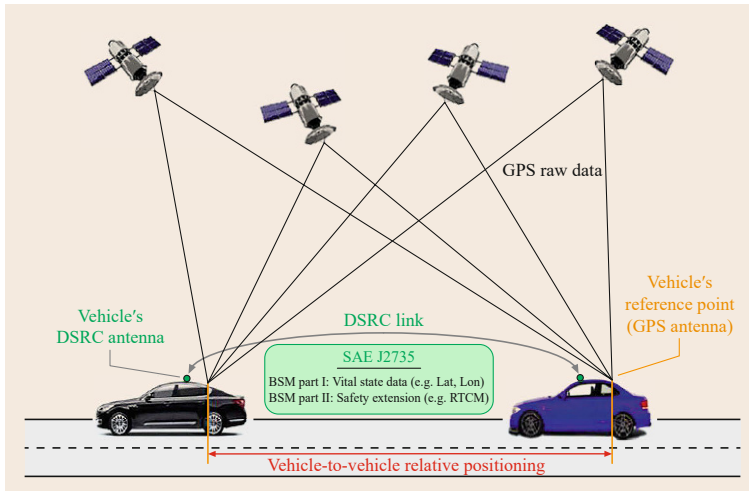 GPS raw data
Vehicle's
DSRC antenna
DSRC link
Vehicle's
reference point
(GPS antenna)
SAE J2735
BSM part I: Vital state data (e.g. Lat, Lon)
BSM part II: Safety extension (e.g. RTCM)
Vehicle-to-vehicle relative positioning